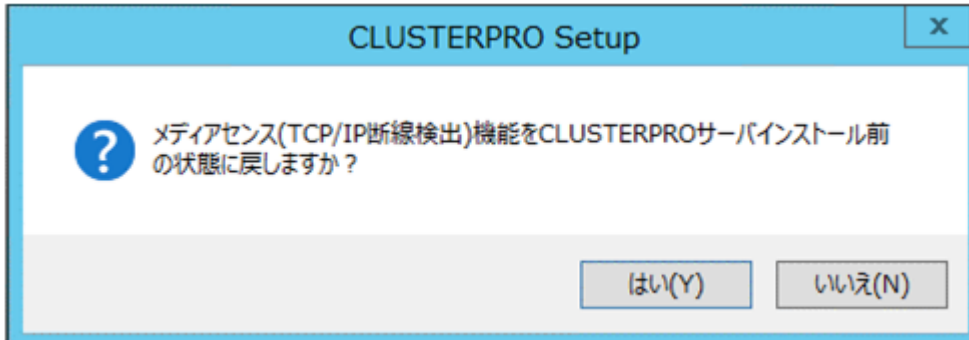 CLUSTERPRO Setup
x
?
メディアセンス(TCP/IP断線検出)機能をCLUSTERPROサーバインストール前
の状態に戻しますか？
はい(Y)
いいえ(N)